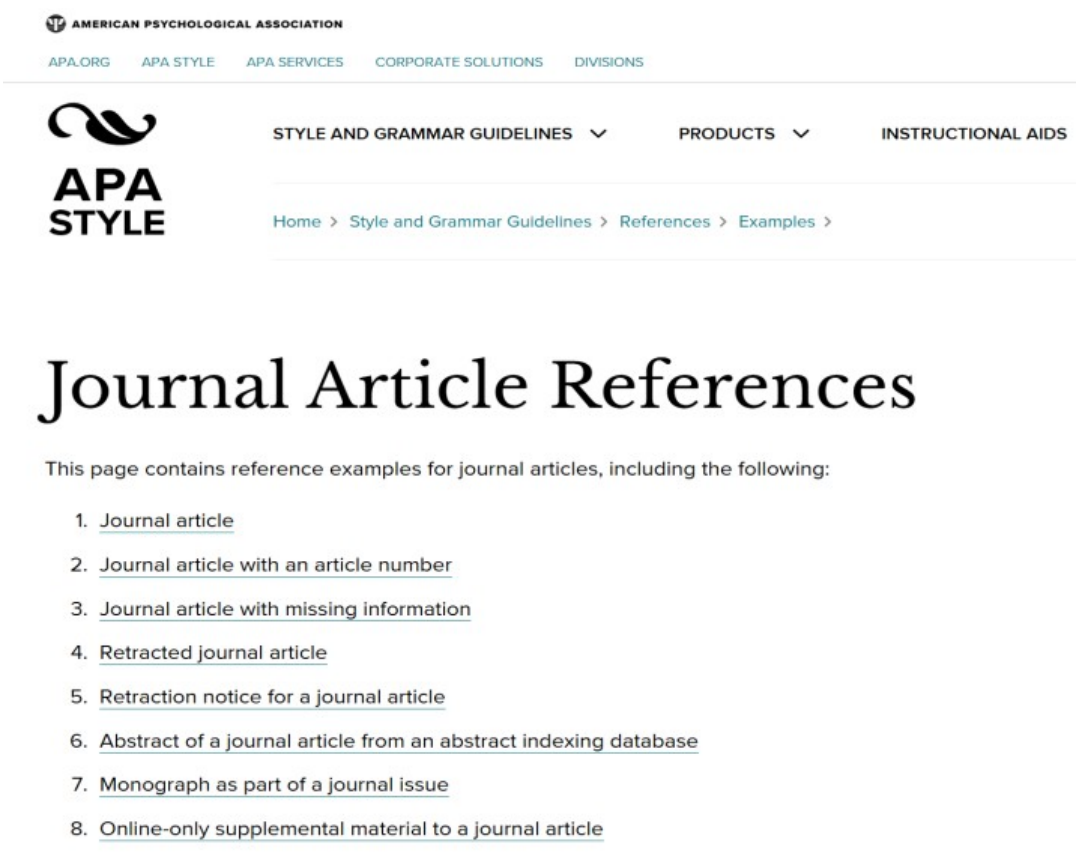 AMERICAN PSYCHOLOGICAL ASSOCIATION
APA.ORG APA STYLE APA SERVICES CORPORATE SOLUTIONS DIVISIONS
APA
STYLE
STYLE AND GRAMMAR GUIDELINES PRODUCTS INSTRUCTIONAL AIDS
Home > Style and Grammar Guidelines > References > Examples >
Journal Article References
This page contains reference examples for journal articles, including the following:
1. Journal article
2. Journal article with an article number
3. Journal article with missing information
4. Retracted journal article
5. Retraction notice for a journal article
6. Abstract of a journal article from an abstract indexing database
7. Monograph as part of a journal issue
8. Online-only supplemental material to a journal article